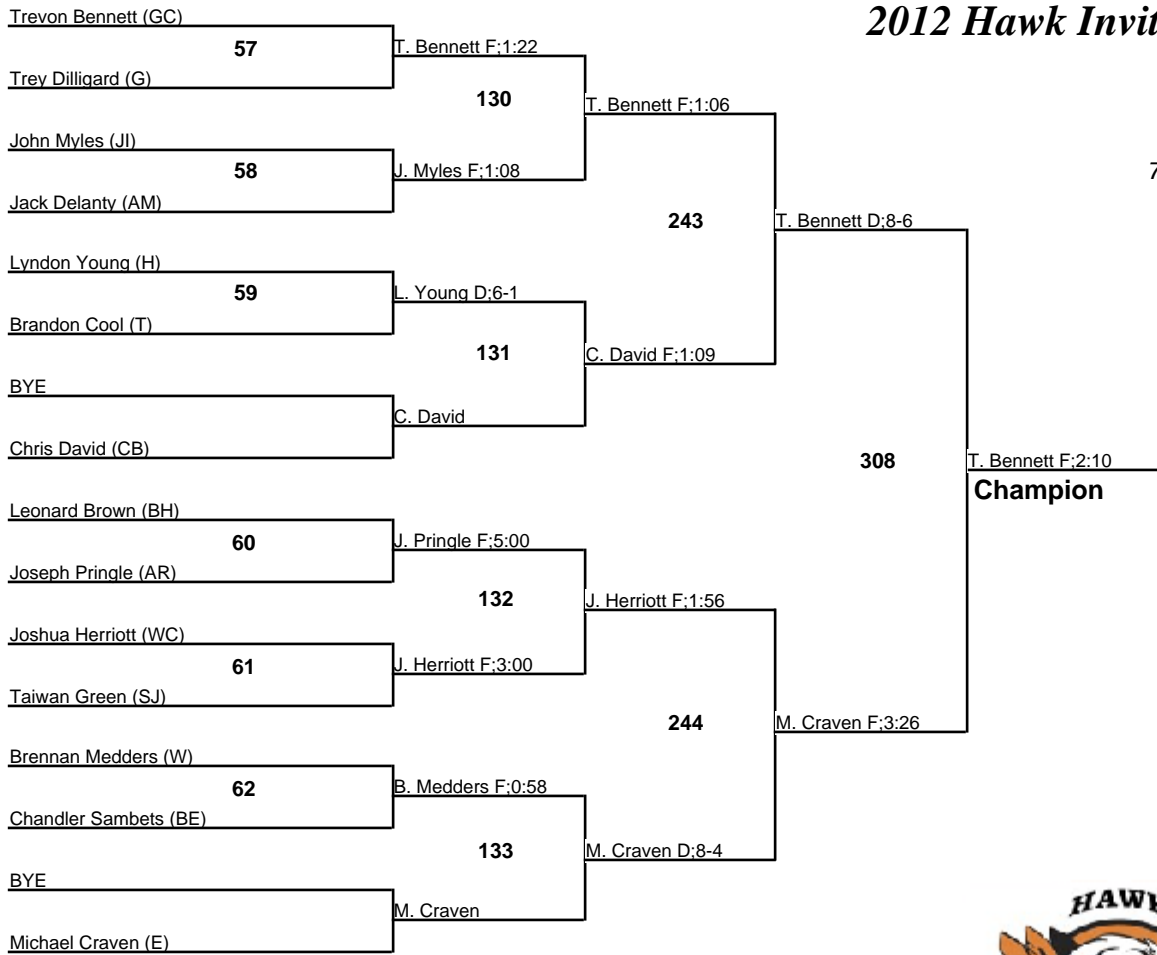 2012 Hawk Invit
Trevon Bennett (GC)
57
T. Bennett F;1:22
Trey Dilligard (G)
130
T. Bennett F;1:06
John Myles (JI)
58
J. Myles F;1:08
7
Jack Delanty (AM)
243
T. Bennett D;8-6
Lyndon Young (H)
59
L. Young D;6-1
Brandon Cool (T)
131
C. David F;1:09
BYE
C. David
Chris David (CB)
308
T. Bennett F;2:10
Champion
Leonard Brown (BH)
60
J. Pringle F;5:00
Joseph Pringle (AR)
132
J. Herriott F;1:56
Joshua Herriott (WC)
61
J. Herriott F;3:00
Taiwan Green (SJ)
244
M. Craven F;3:26
Brennan Medders (W)
62
B. Medders F;0:58
Chandler Sambets (BE)
133
M. Craven D;8-4
BYE
M. Craven
Michael Craven (E)
HAWK